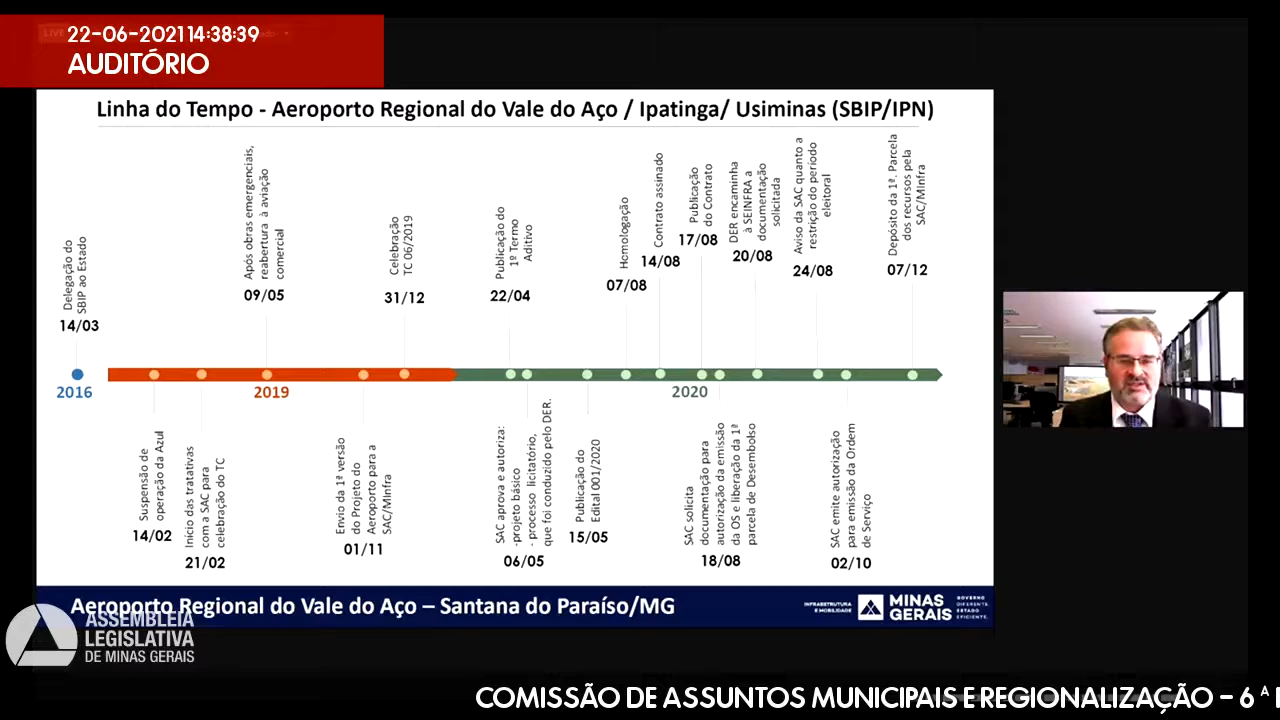 22-06-2021 14:38:39
AUDITÓRIO
Linha do Tempo - Aeroporto Regional do Vale do Aço / Ipatinga/ Usiminas (SBIP/IPN)
Delegação do
SBIP ao Estado
14/03
Após obras emergenciais,
reabertura à aviação
comercial
09/05
Celebração
TC 06/2019
31/12
Publicação do
1º Termo
Aditivo
22/04
Homologação
07/08
Contrato assinado
14/08
Publicação
do Contrato
17/08
DER encaminha
à SEINFRA a
documentação
solicitada
20/08
Aviso da SAC quanto a
restrição do período
eleitoral
24/08
Depósito da 1ª. Parcela
dos recursos pela
SAC/MInfra
07/12
2016
2019
2020
Suspensão de
operação da Azul
14/02
Início das tratativas
com a SAC para
celebração do TC
21/02
Envio da 1ª versão
do Projeto do
Aeroporto para a
SAC/MInfra
01/11
SAC aprova e autoriza:
-projeto básico
- processo licitatório,
que foi conduzido pelo DER.
06/05
Publicação do
Edital 001/2020
15/05
SAC solicita
documentação para
autorização da emissão
da OS e liberação da 1ª
parcela de Desembolso
18/08
SAC emite autorização
para emissão da Ordem
de Serviço
02/10
Aeroporto Regional do Vale do Aço – Santana do Paraíso/MG
INFRAESTRUTURA
E MOBILIDADE
MINAS
GERAIS
GOVERNO
DIFERENTE.
ESTADO
EFICIENTE.
ASSEMBLEIA
LEGISLATIVA
DE MINAS GERAIS
COMISSÃO DE ASSUNTOS MUNICIPAIS E REGIONALIZAÇÃO - 6ª